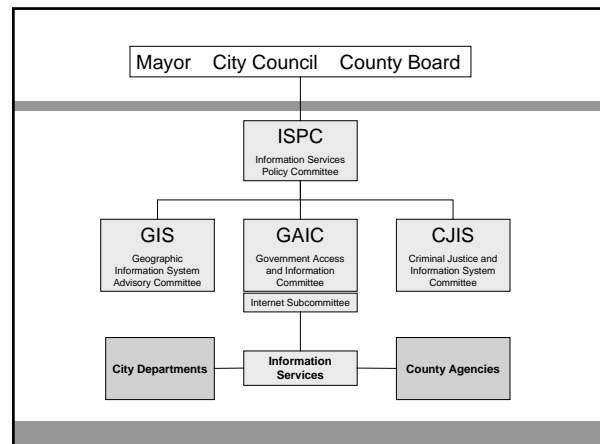 Mayor City Council County Board
ISPC
Information Services
Policy Committee
GIS
Geographic
Information System
Advisory Committee
GAIC
Government Access
and Information
Committee
Internet Subcommittee
CJIS
Criminal Justice and
Information System
Committee
City Departments
Information
Services
County Agencies